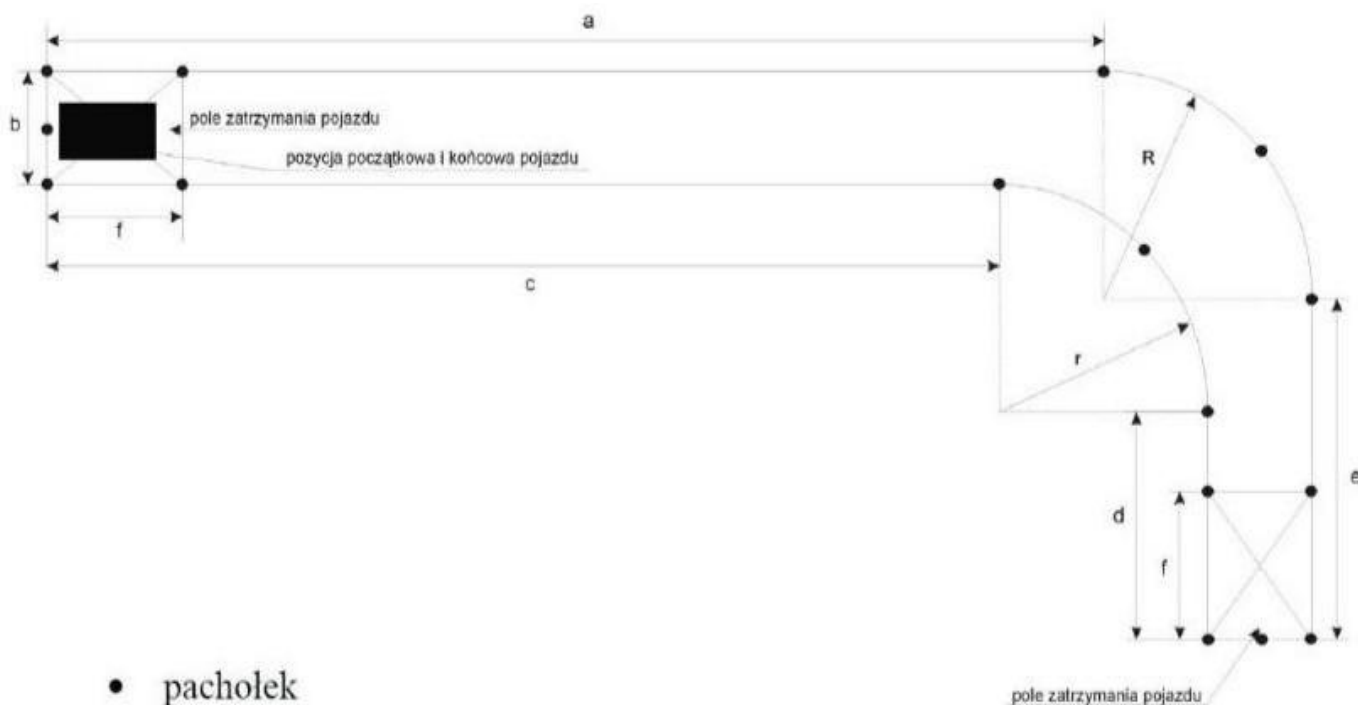 a
b
pole zatrzymania pojazdu
pozycja początkowa i końcowa pojazdu
R
f
c
r
e
d
f
pole zatrzymania pojazdu
pachołek